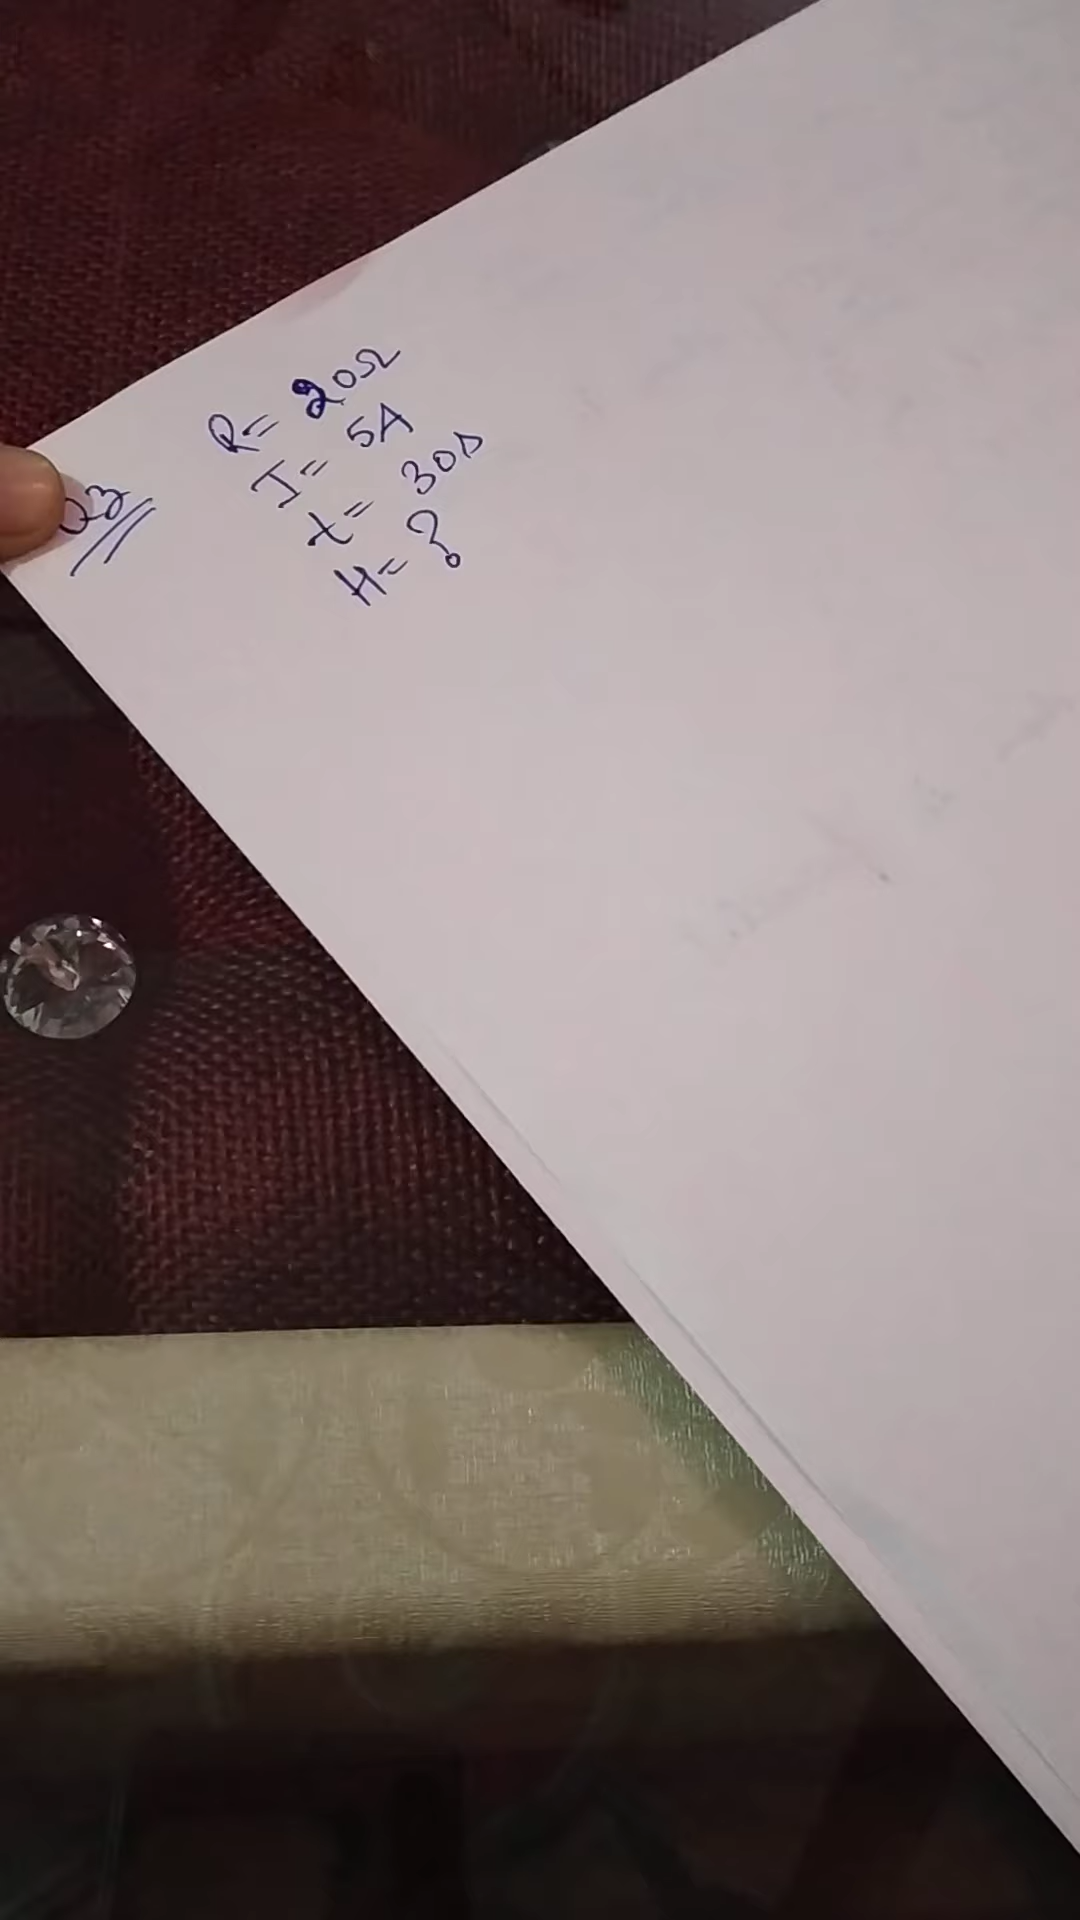 Q3
R = 20Ω
I = 5A
t = 30s
H = ?